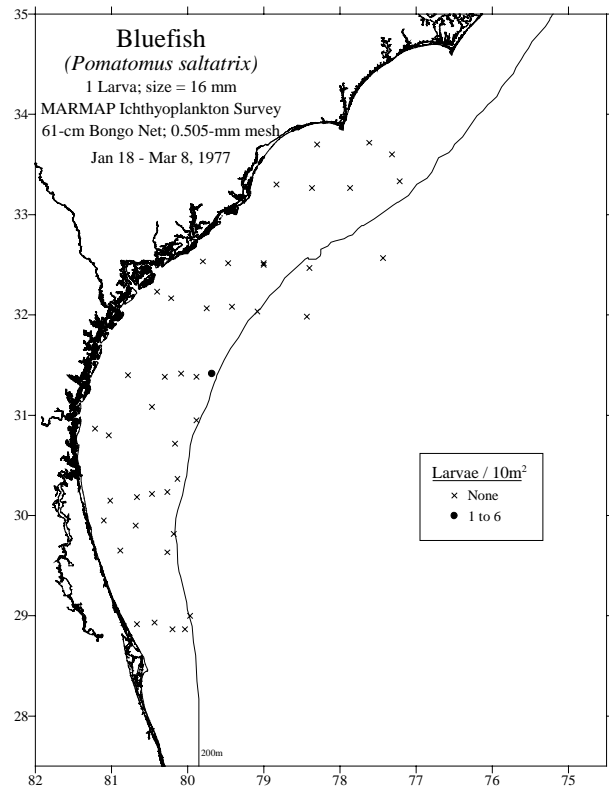 Bluefish
(Pomatomus saltatrix)
1 Larva; size = 16 mm
MARMAP Ichthyoplankton Survey
61-cm Bongo Net; 0.505-mm mesh
Jan 18 - Mar 8, 1977
35
34
33
32
31
30
29
28
Larvae / 10m²
× None
● 1 to 6
200m
82 81 80 79 78 77 76 75